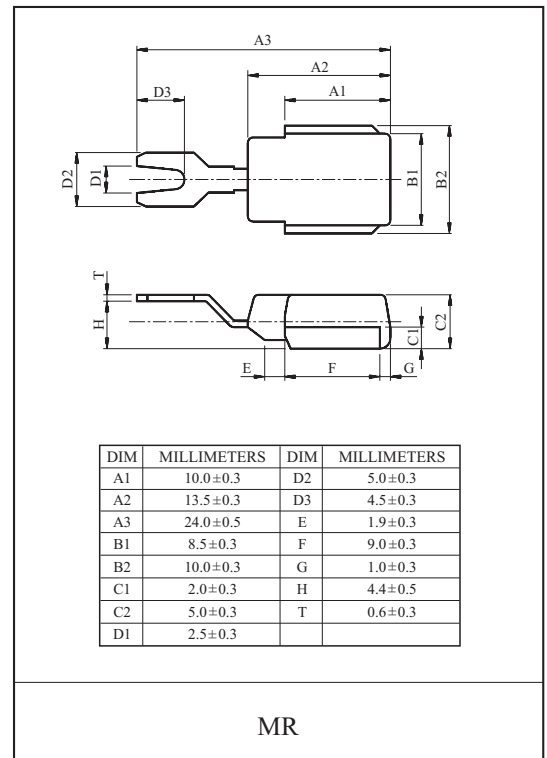 A3
A2
D3
A1
D2
D1
B1
B2
T
H
C1
C2
E
F
G
DIM MILLIMETERS DIM MILLIMETERS
A1 10.0±0.3 D2 5.0±0.3
A2 13.5±0.3 D3 4.5±0.3
A3 24.0±0.5 E 1.9±0.3
B1 8.5±0.3 F 9.0±0.3
B2 10.0±0.3 G 1.0±0.3
C1 2.0±0.3 H 4.4±0.5
C2 5.0±0.3 T 0.6±0.3
D1 2.5±0.3
MR